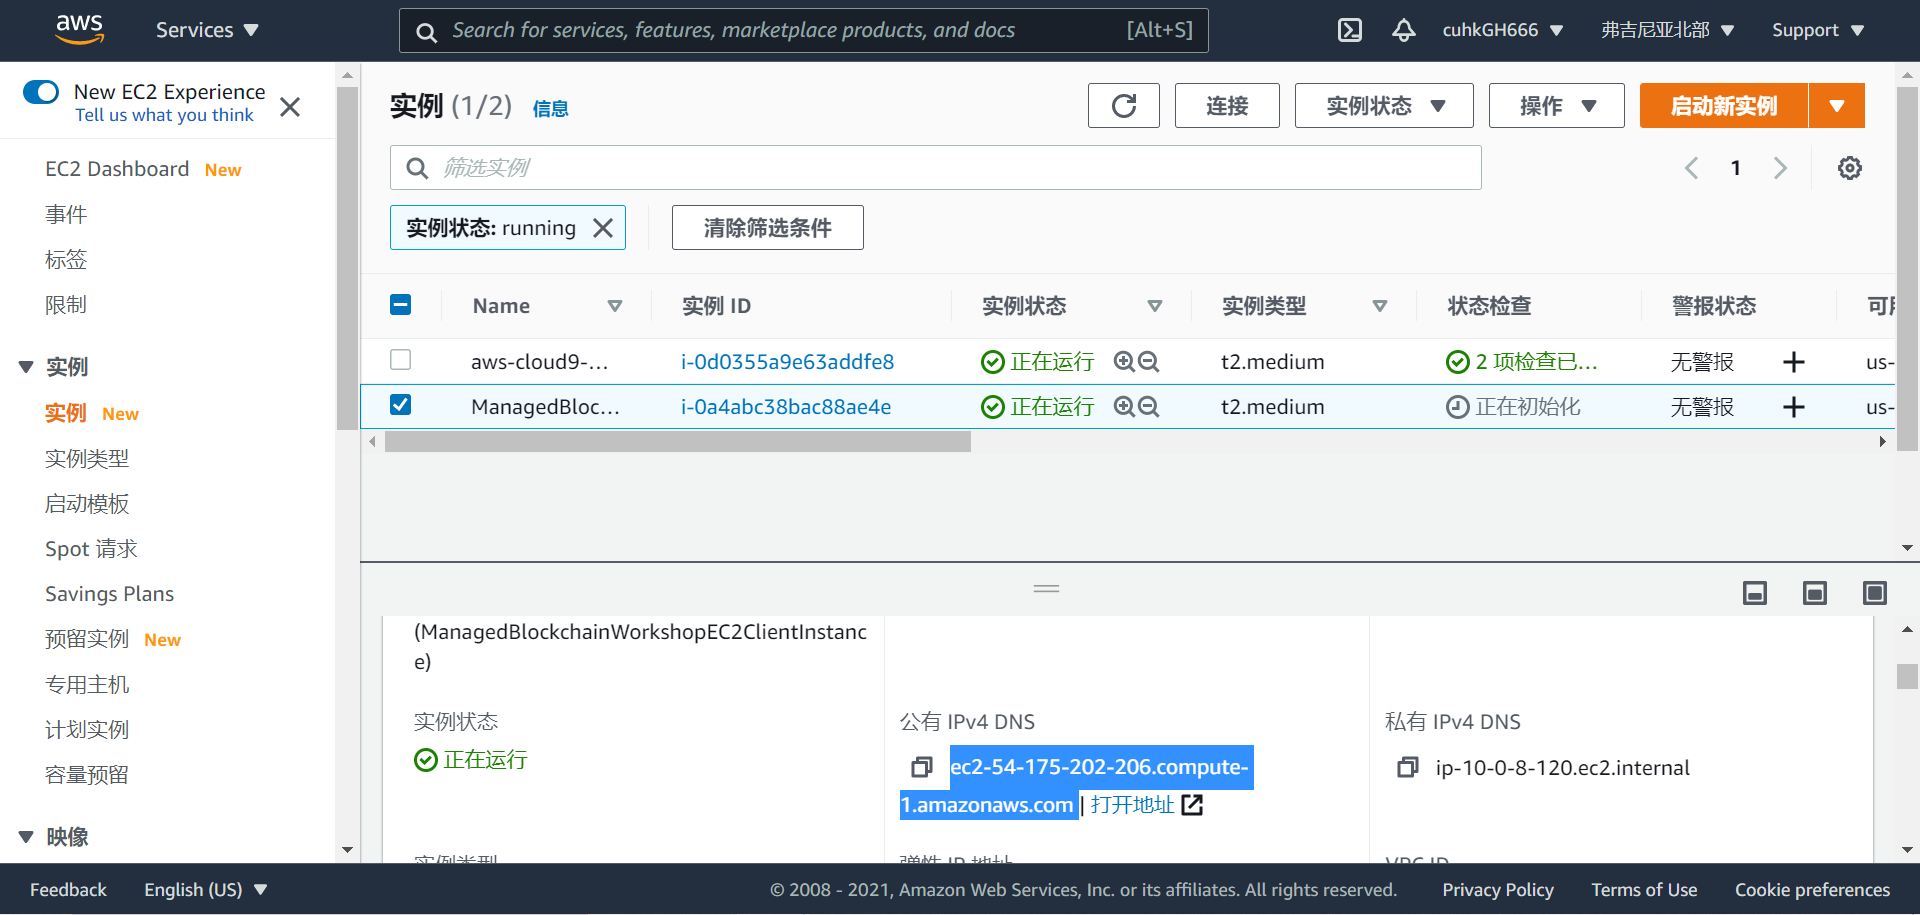 aws
Services
Search for services, features, marketplace products, and docs
[Alt+S]
cuhkGH666
弗吉尼亚北部
Support
New EC2 Experience
Tell us what you think
EC2 Dashboard New
事件
标签
限制
实例
实例 New
实例类型
启动模板
Spot 请求
Savings Plans
预留实例 New
专用主机
计划实例
容量预留
映像
实例 (1/2) 信息
连接
实例状态
操作
启动新实例
筛选实例
1
实例状态: running
清除筛选条件
Name 实例 ID 实例状态 实例类型 状态检查 警报状态
aws-cloud9-... i-0d0355a9e63addfe8 正在运行 t2.medium 2 项检查已... 无警报 us-
ManagedBloc... i-0a4abc38bac88ae4e 正在运行 t2.medium 正在初始化 无警报 us-
(ManagedBlockchainWorkshopEC2ClientInstanc
e)
实例状态
正在运行
公有 IPv4 DNS
ec2-54-175-202-206.compute-
1.amazonaws.com | 打开地址
私有 IPv4 DNS
ip-10-0-8-120.ec2.internal
实例类型
弹性 IP 地址
VPC ID
Feedback
English (US)
© 2008 - 2021, Amazon Web Services, Inc. or its affiliates. All rights reserved.
Privacy Policy
Terms of Use
Cookie preferences